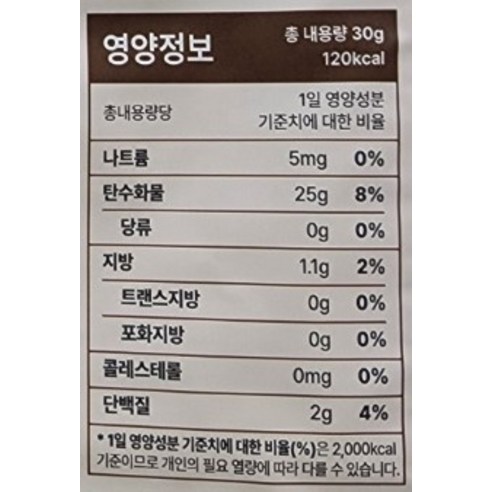 영양정보
총 내용량 30g
120kcal
총내용량당
1일 영양성분
기준치에 대한 비율
나트륨 5mg 0%
탄수화물 25g 8%
당류 0g 0%
지방 1.1g 2%
트랜스지방 0g 0%
포화지방 0g 0%
콜레스테롤 0mg 0%
단백질 2g 4%
* 1일 영양성분 기준치에 대한 비율(%)은 2,000kcal
기준이므로 개인의 필요 열량에 따라 다를 수 있습니다.